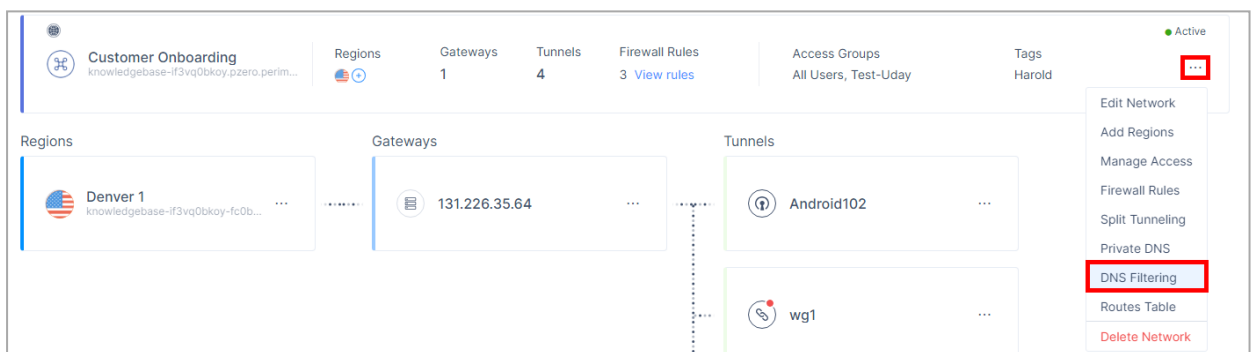 Active
Customer Onboarding
knowledgebase-if3vq0bkoy.pzero.perim...
Regions
Gateways
1
Tunnels
4
Firewall Rules
3 View rules
Access Groups
All Users, Test-Uday
Tags
Harold
...
Edit Network
Add Regions
Manage Access
Firewall Rules
Split Tunneling
Private DNS
DNS Filtering
Routes Table
Delete Network
Regions
Gateways
Tunnels
Denver 1
knowledgebase-if3vq0bkoy-fc0b...
...
131.226.35.64
...
Android102
...
wg1
...